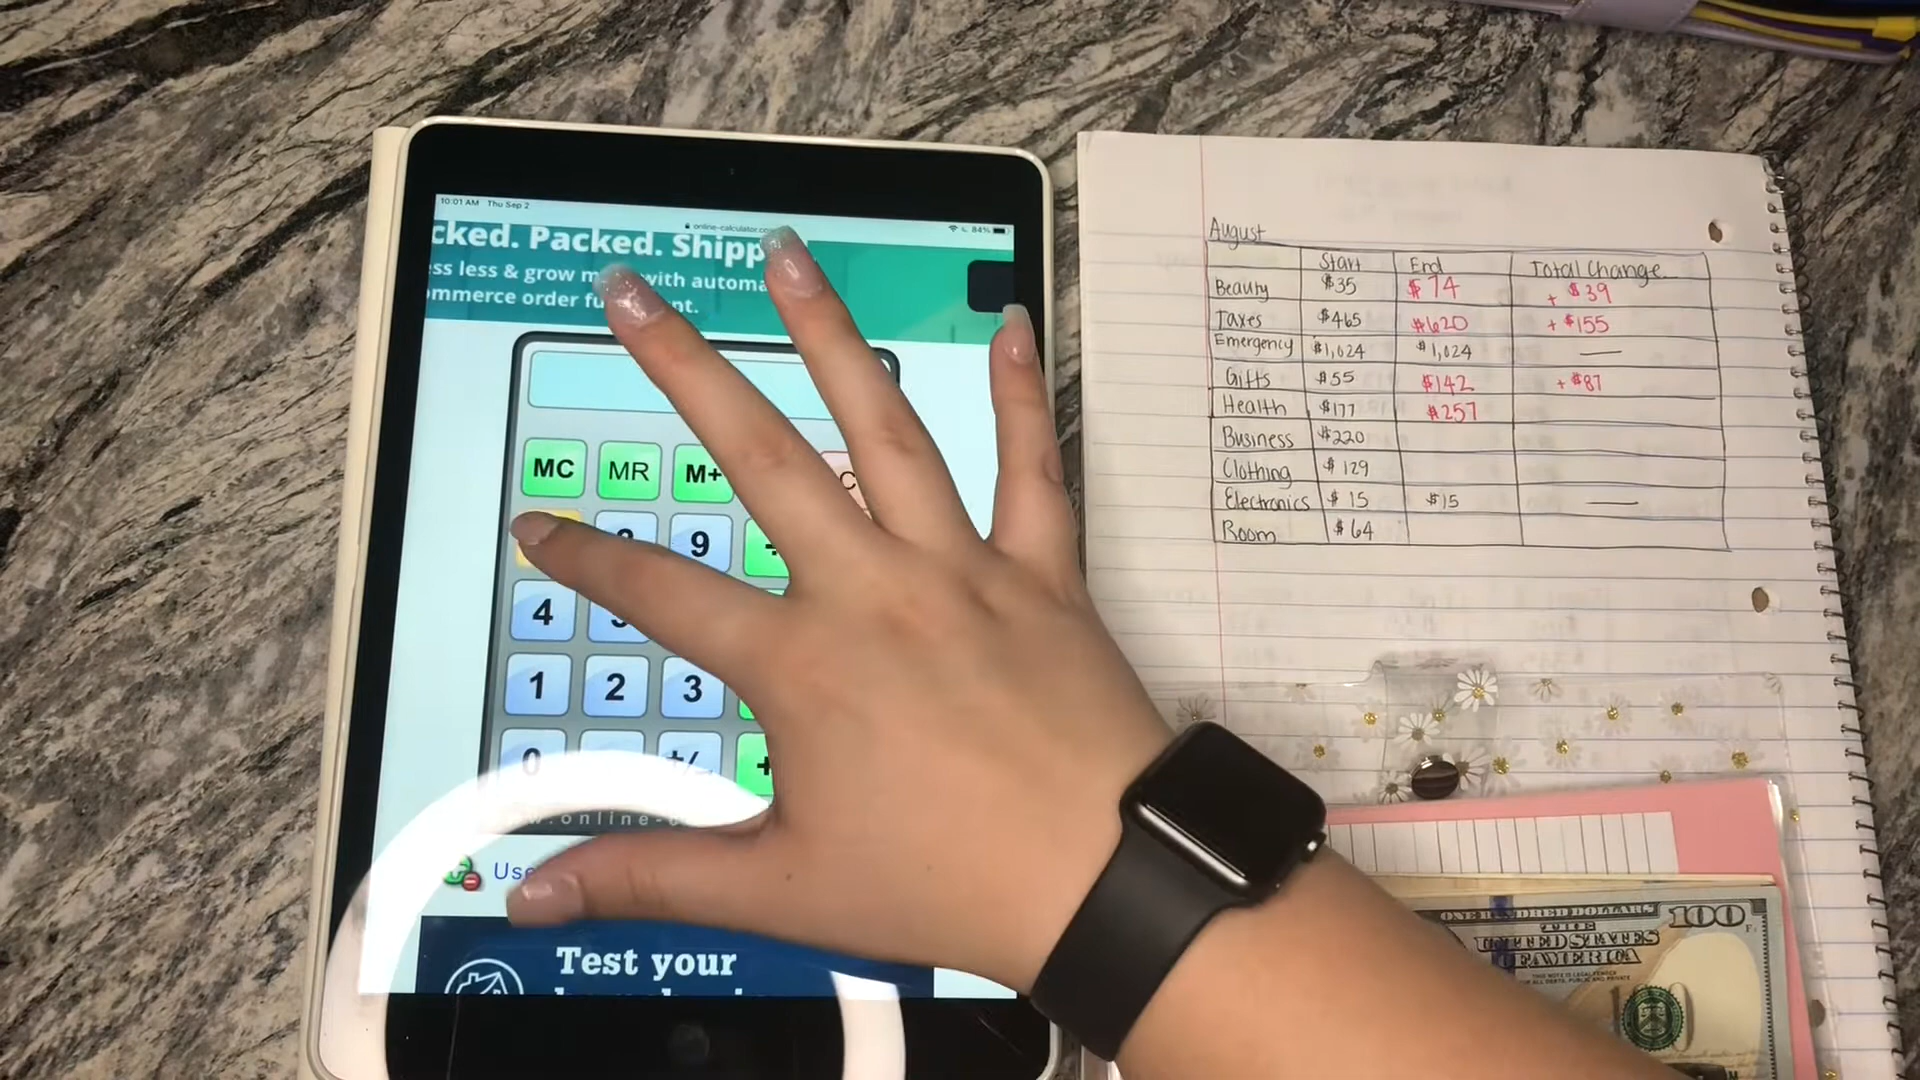 10:01 AM Thu Sep 2
84%
cked. Packed. Shipp
ss less & grow with automa
ommerce order fu nt.
MC MR M+ C
9
4
1 2 3
0 +/- +
Use
Test your
August
Start End Total Change
Beauty $35 $74 + $39
Taxes $465 $620 + $155
Emergency $1,024 $1,024 —
Gifts $55 $142 + $87
Health $177 $257
Business $220
Clothing $129
Electronics $15 $15 —
Room $64
ONE HUNDRED DOLLARS 100
THE
UNITED STATES
OF AMERICA